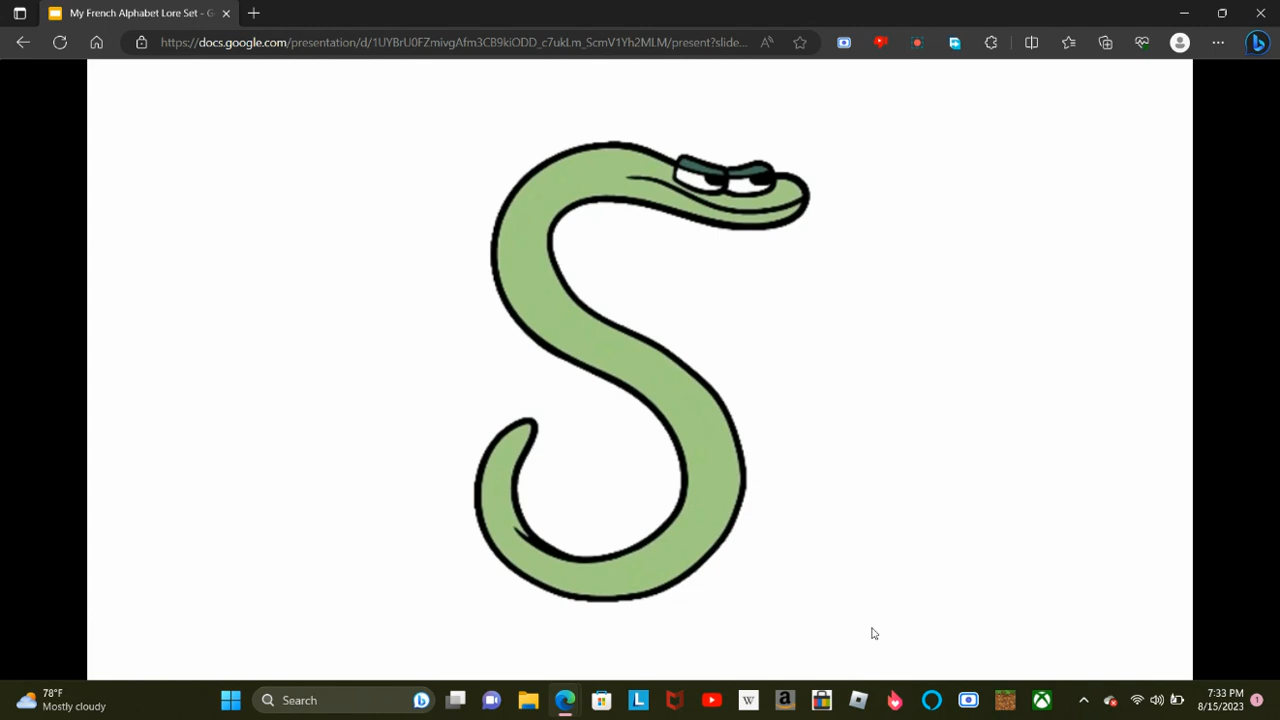 My French Alphabet Lore Set - G
https://docs.google.com/presentation/d/1UYBrU0FZmivgAfm3CB9kiODD_c7ukLm_ScmV1Yh2MLM/present?slide...
S
78°F
Mostly cloudy
Search
7:33 PM
8/15/2023
1